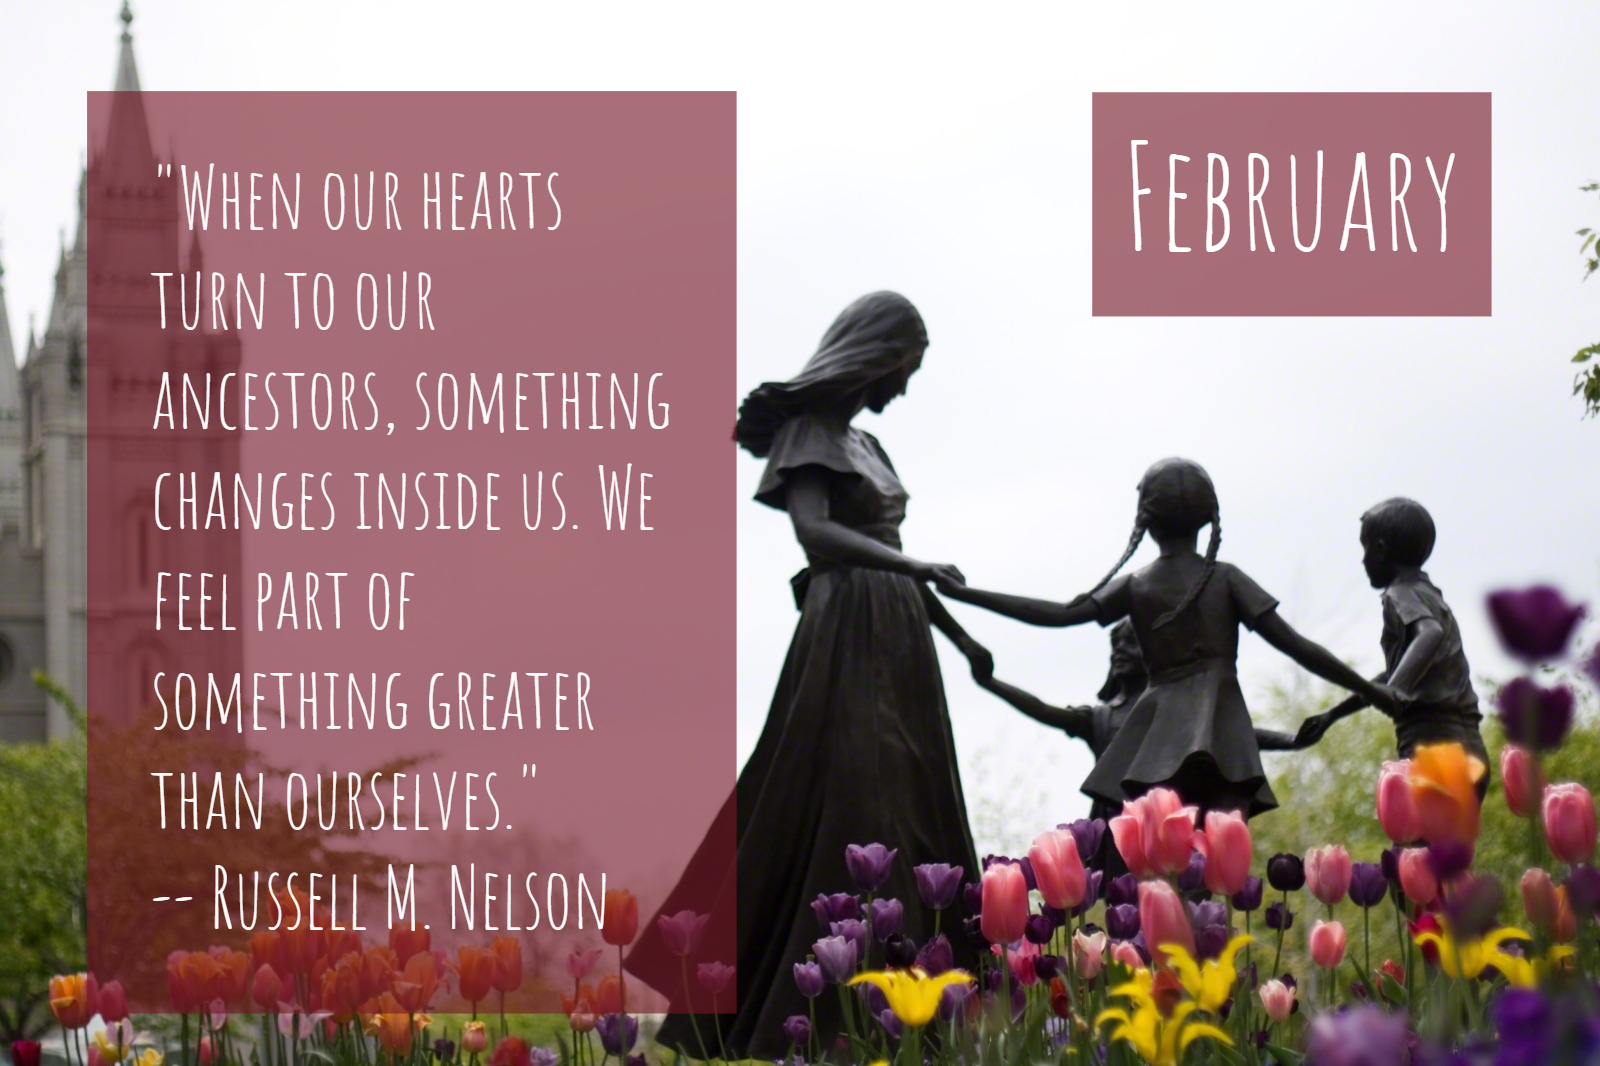 "When our hearts
turn to our
ancestors, something
changes inside us. We
feel part of
something greater
than ourselves."
-- Russell M. Nelson
February